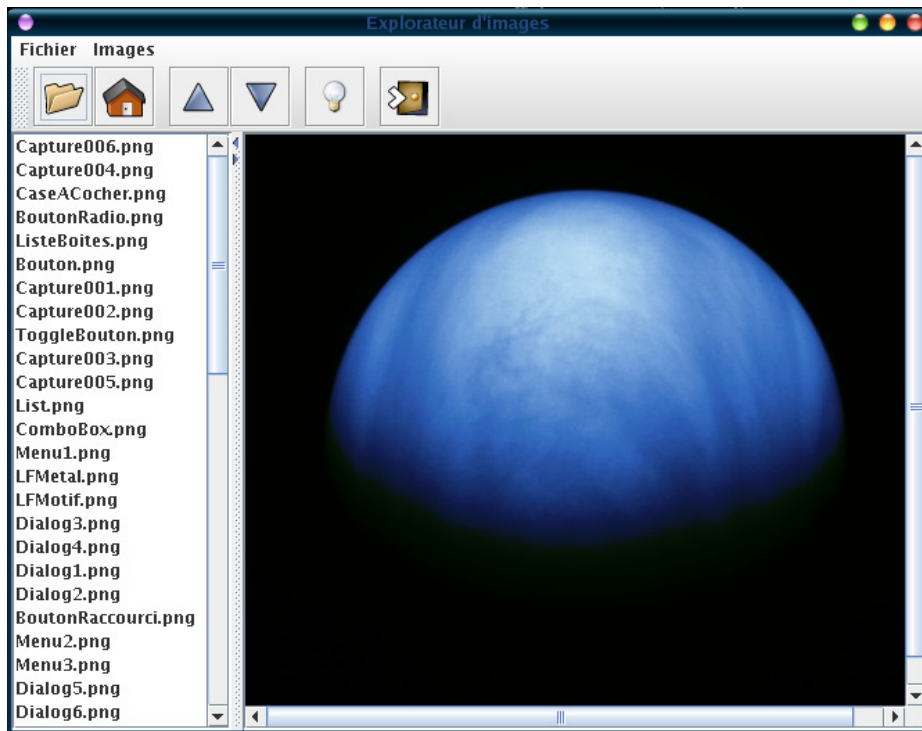 Explorateur d'images
Fichier Images
Capture006.png
Capture004.png
CaseACocher.png
BoutonRadio.png
ListeBoites.png
Bouton.png
Capture001.png
Capture002.png
ToggleBouton.png
Capture003.png
Capture005.png
List.png
ComboBox.png
Menu1.png
LFMetal.png
LFMotif.png
Dialog3.png
Dialog4.png
Dialog1.png
Dialog2.png
BoutonRaccourci.png
Menu2.png
Menu3.png
Dialog5.png
Dialog6.png